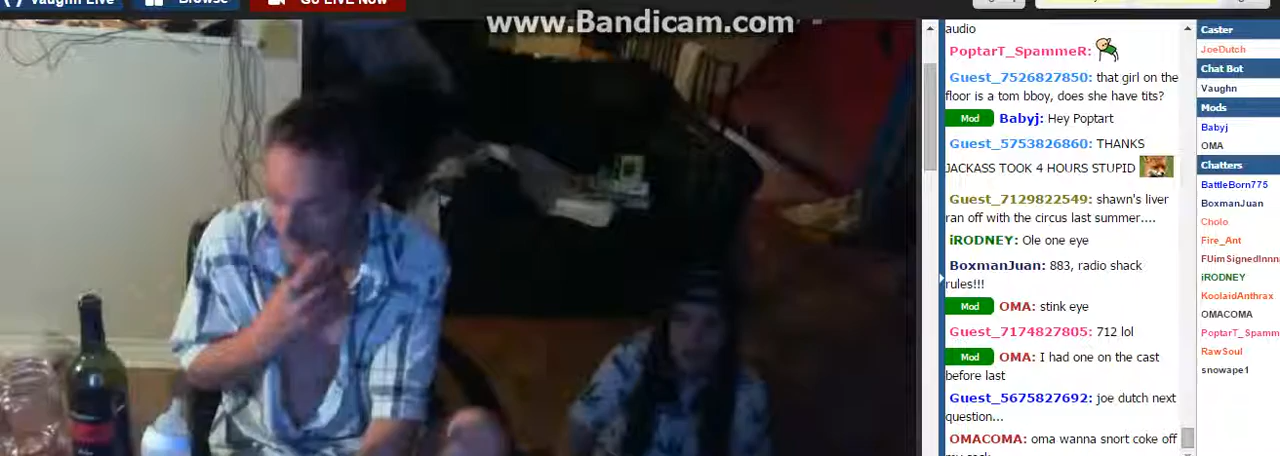 Vaughn Live
Browse
Go LIVE Now
www.Bandicam.com
audio
PoptarT_SpammeR:
Guest_7526827850: that girl on the
floor is a tom bboy, does she have tits?
Mod Babyj: Hey Poptart
Guest_5753826860: THANKS
JACKASS TOOK 4 HOURS STUPID
Guest_7129822549: shawn's liver
ran off with the circus last summer....
iRODNEY: Ole one eye
BoxmanJuan: 883, radio shack
rules!!!
Mod OMA: stink eye
Guest_7174827805: 712 lol
Mod OMA: I had one on the cast
before last
Guest_5675827692: joe dutch next
question...
OMACOMA: oma wanna snort coke off
Caster
JoeDutch
Chat Bot
Vaughn
Mods
Babyj
OMA
Chatters
BattleBorn775
BoxmanJuan
Cholo
Fire_Ant
FUimSignedInnn
iRODNEY
KoolaidAnthrax
OMACOMA
PoptarT_Spamm
RawSoul
snowape1